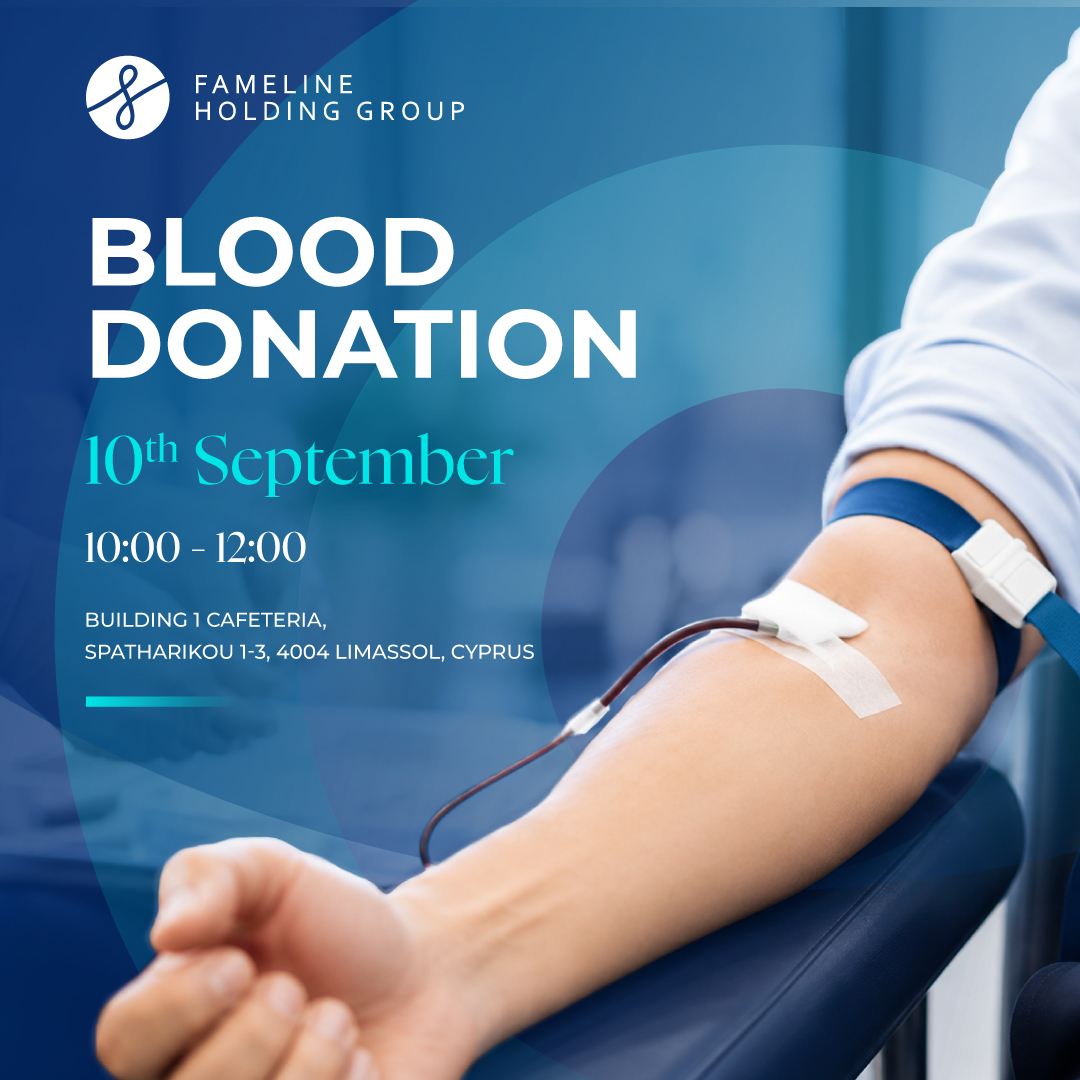 FAMELINE
HOLDING GROUP
BLOOD
DONATION
10th September
10:00 - 12:00
BUILDING 1 CAFETERIA,
SPATHARIKOU 1-3, 4004 LIMASSOL, CYPRUS